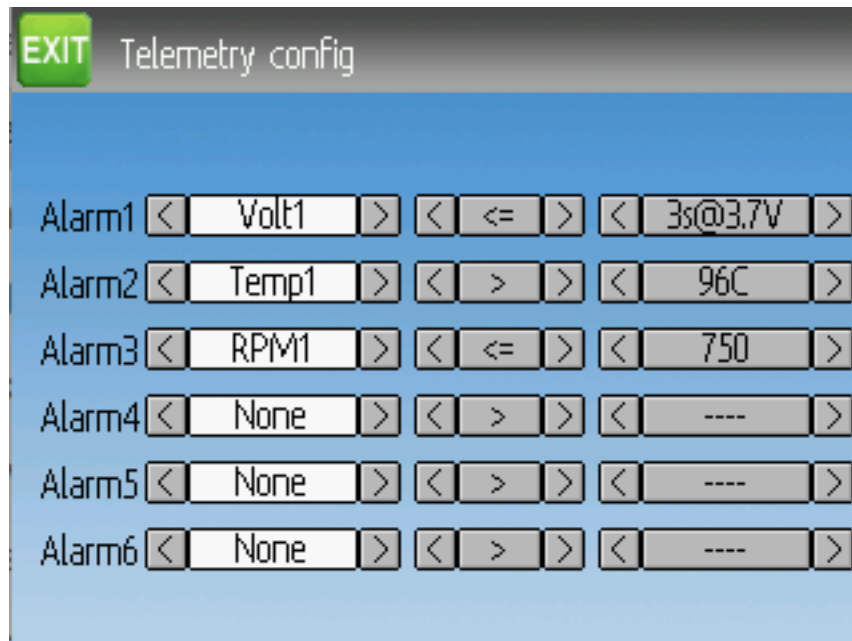 EXIT Telemetry config
Alarm1 < Volt1 > < <= > < 3s@3.7V >
Alarm2 < Temp1 > < > > < 96C >
Alarm3 < RPM1 > < <= > < 750 >
Alarm4 < None > < > > < ---- >
Alarm5 < None > < > > < ---- >
Alarm6 < None > < > > < ---- >